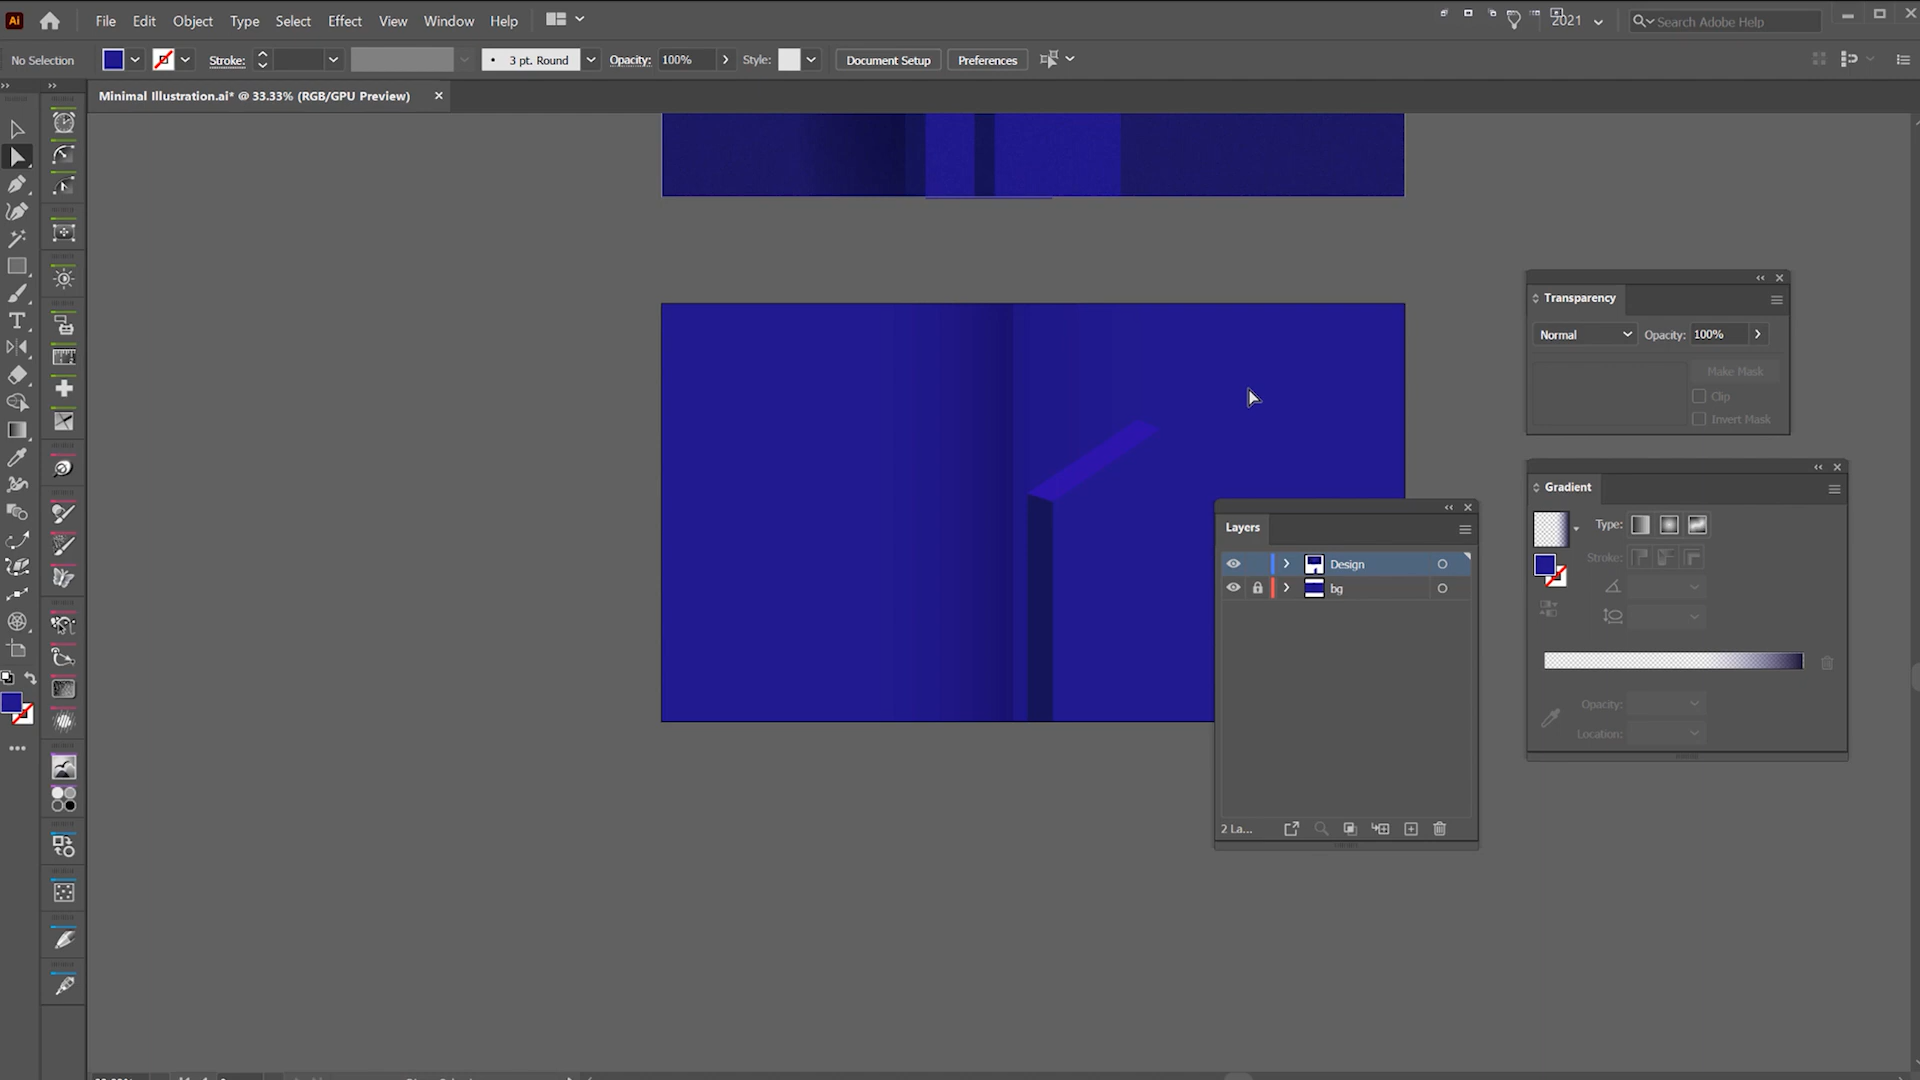 Ai
File Edit Object Type Select Effect View Window Help
2021
Search Adobe Help
No Selection
Stroke:
3 pt. Round
Opacity: 100%
Style:
Document Setup
Preferences
Minimal Illustration.ai* @ 33.33% (RGB/GPU Preview)
Transparency
Normal
Opacity: 100%
Make Mask
Clip
Invert Mask
Gradient
Type:
Stroke:
Opacity:
Location:
Layers
Design
bg
2 La...